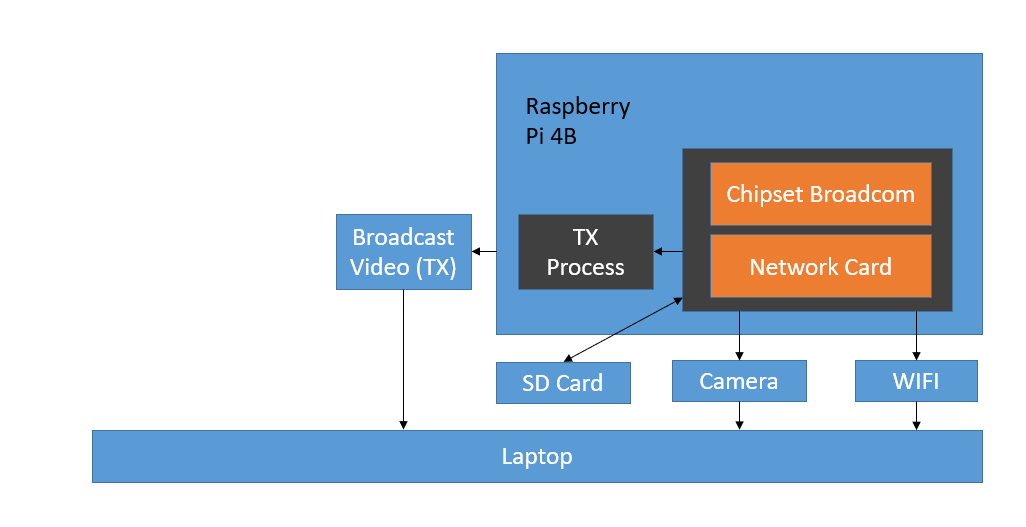 Raspberry
Pi 4B
Chipset Broadcom
Network Card
TX
Process
Broadcast
Video (TX)
SD Card
Camera
WIFI
Laptop